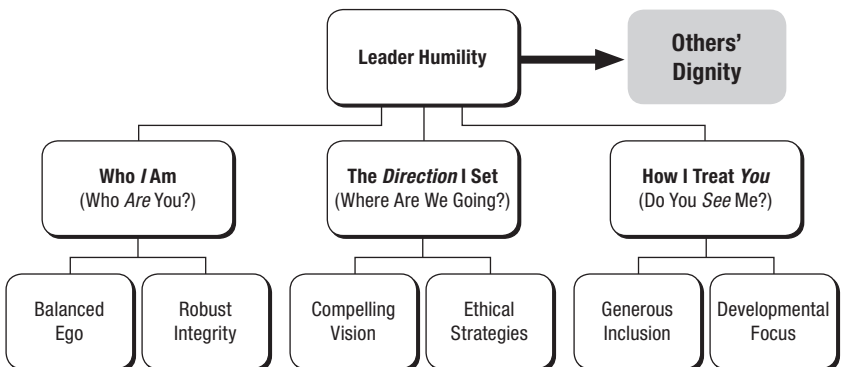 Leader Humility
Others’
Dignity
Who I Am
(Who Are You?)
The Direction I Set
(Where Are We Going?)
How I Treat You
(Do You See Me?)
Balanced
Ego
Robust
Integrity
Compelling
Vision
Ethical
Strategies
Generous
Inclusion
Developmental
Focus